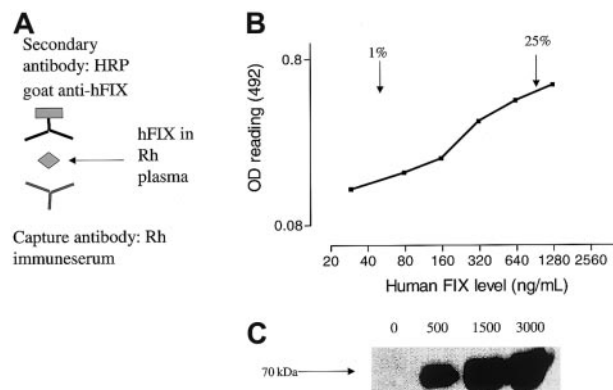 A
Secondary
antibody: HRP
goat anti-hFIX
hFIX in
Rh
plasma
Capture antibody: Rh
immuneserum
B
0.8
0.08
OD reading (492)
1%
25%
20 40 80 160 320 640 1280 2560
Human FIX level (ng/mL)
C
0 500 1500 3000
70 kDa